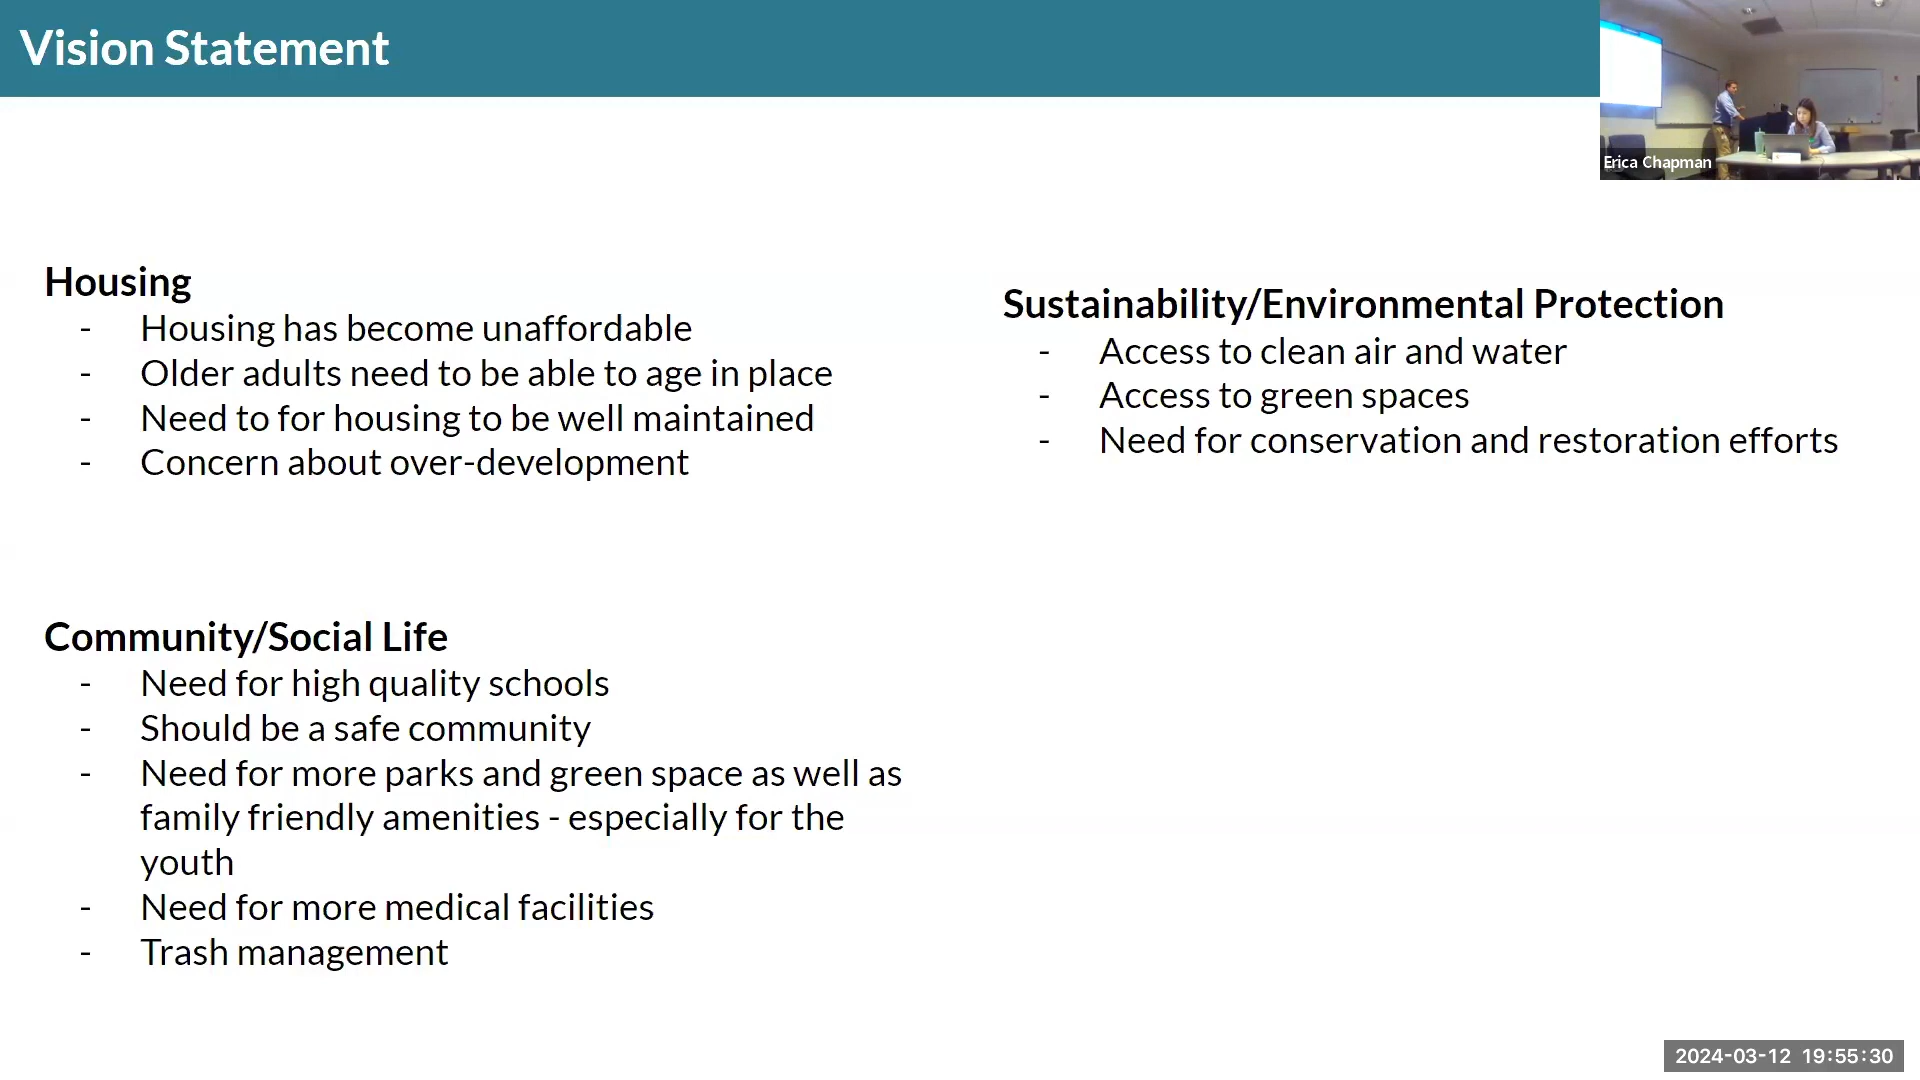 Vision Statement
Erica Chapman
Housing
- Housing has become unaffordable
- Older adults need to be able to age in place
- Need to for housing to be well maintained
- Concern about over-development
Sustainability/Environmental Protection
- Access to clean air and water
- Access to green spaces
- Need for conservation and restoration efforts
Community/Social Life
- Need for high quality schools
- Should be a safe community
- Need for more parks and green space as well as
family friendly amenities - especially for the
youth
- Need for more medical facilities
- Trash management
2024-03-12 19:55:30